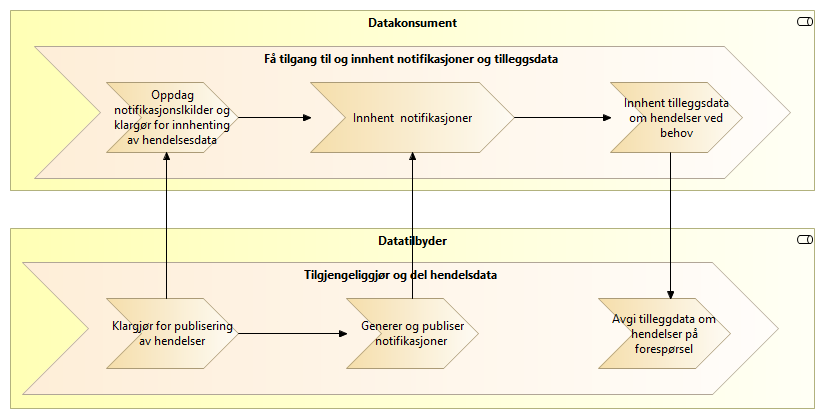 Datakonsument
Få tilgang til og innhent notifikasjoner og tilleggsdata
Oppdag
notifikasjonslkilder og
klargør for innhenting
av hendelsesdata
Innhent  notifikasjoner
Innhent tilleggsdata
om hendelser ved
behov
Datatilbyder
Tilgjengeliggjør og del hendelsdata
Klargjør for publisering
av hendelser
Generer og publiser
notifikasjoner
Avgi tilleggdata om
hendelser på
forespørsel